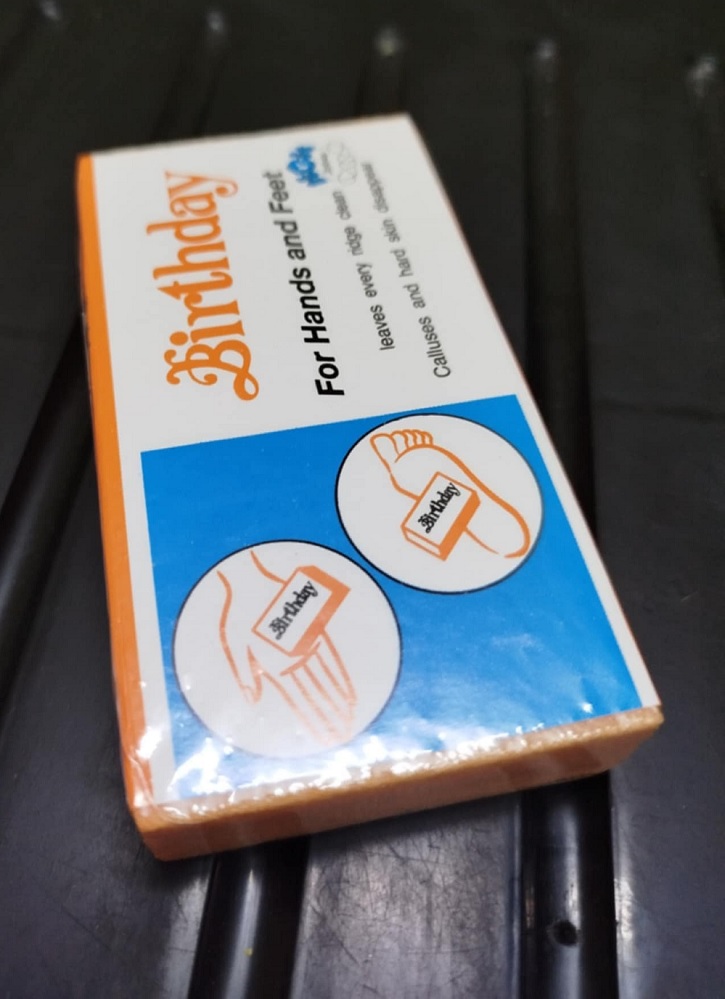 Birthday
For Hands and Feet
leaves every ridge clean
Calluses and hard skin disappear
Birthday
Birthday